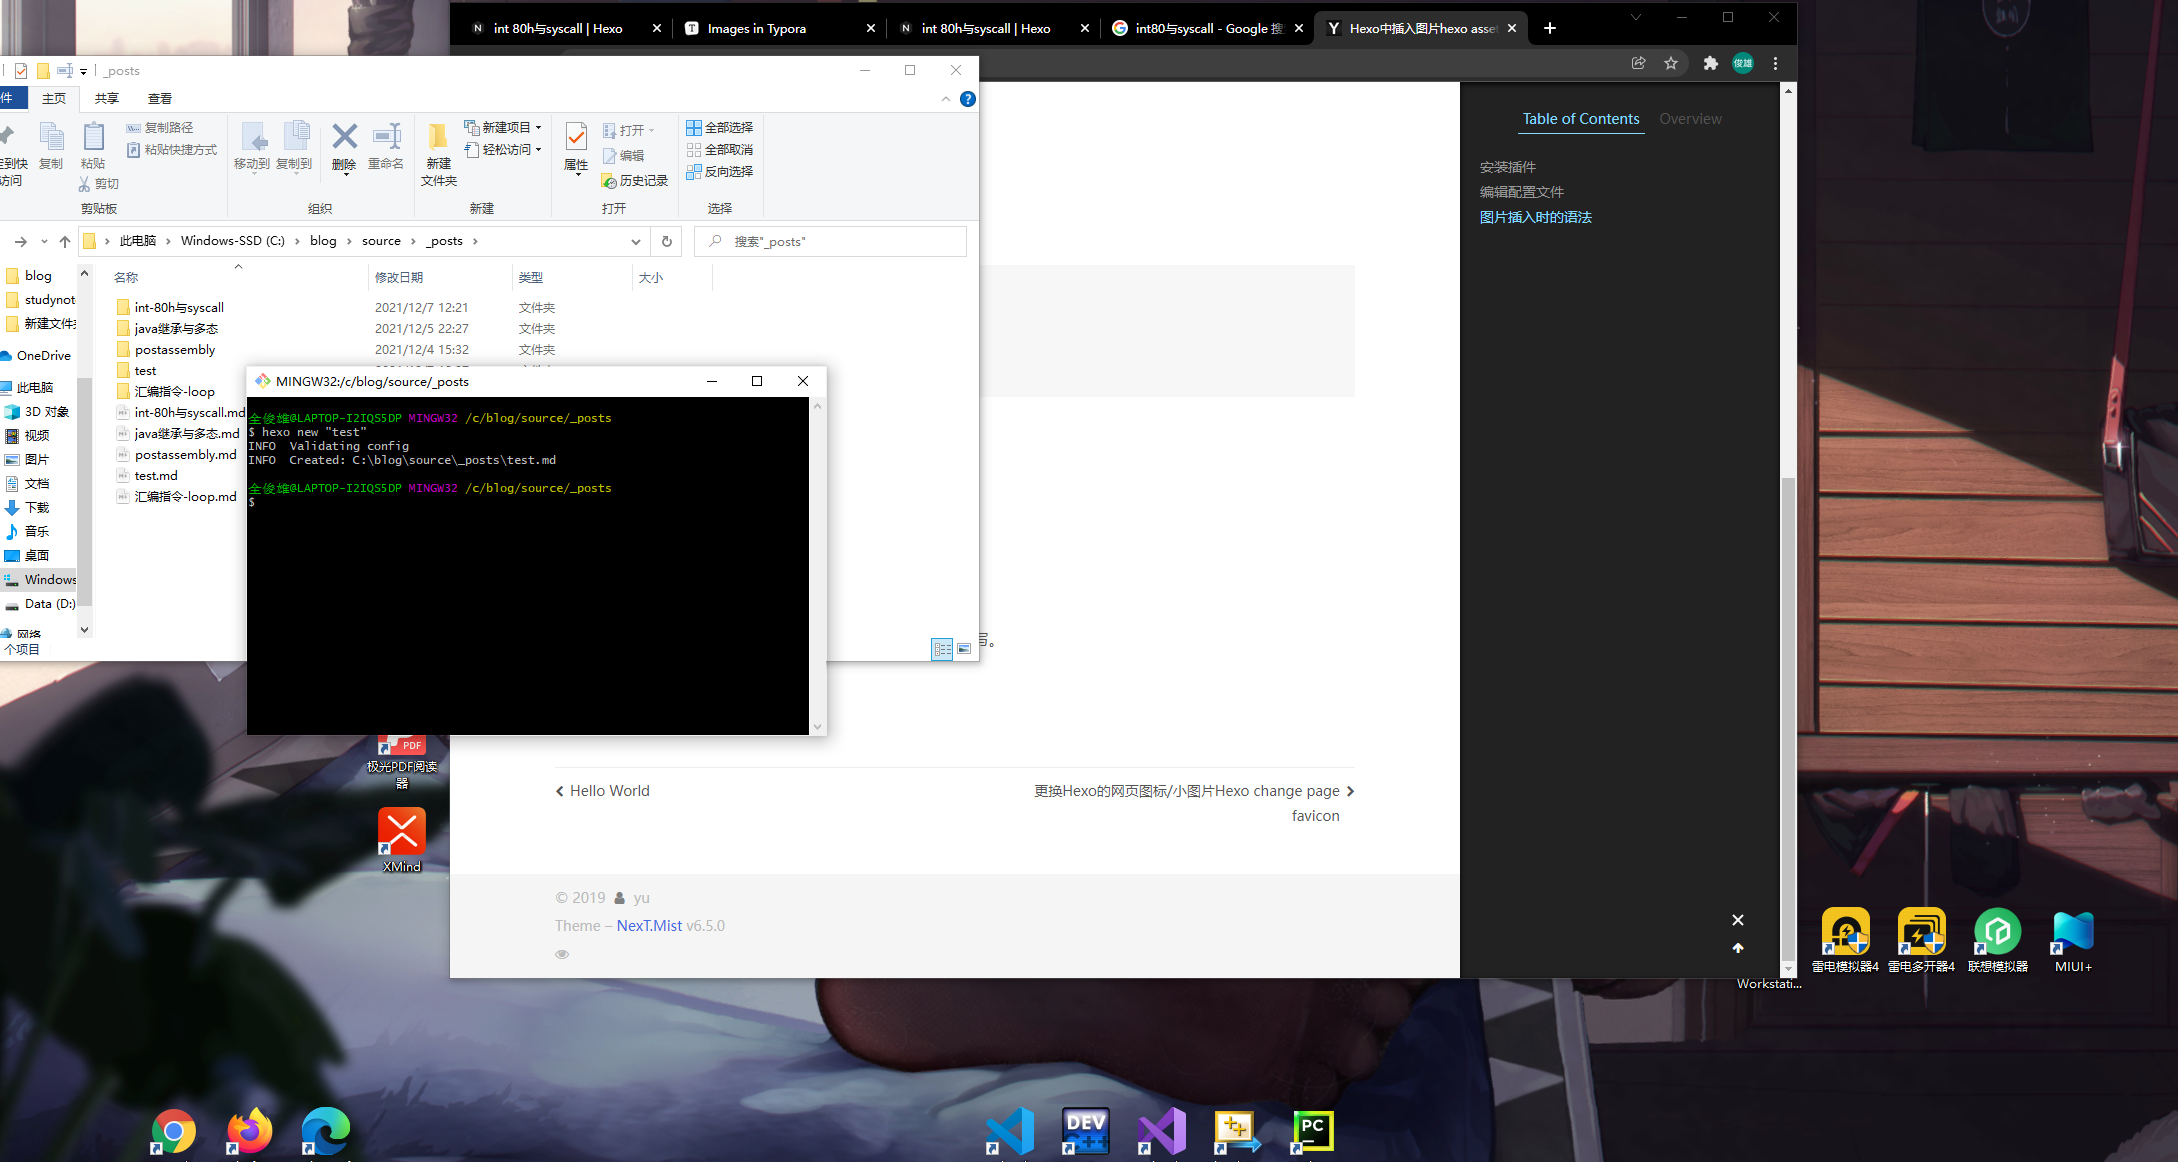 int 80h与syscall | Hexo
Images in Typora
int 80h与syscall | Hexo
int80与syscall - Google 搜
Hexo中插入图片hexo asse
俊雄
_posts
件
主页
共享
查看
复制
粘贴
复制路径
粘贴快捷方式
剪切
剪贴板
移动到
复制到
删除
重命名
组织
新建
文件夹
新建项目
轻松访问
新建
属性
打开
编辑
历史记录
打开
全部选择
全部取消
反向选择
选择
此电脑
Windows-SSD (C:)
blog
source
_posts
搜索"_posts"
名称
修改日期
类型
大小
blog
studynot
新建文件
OneDrive
此电脑
3D 对象
视频
图片
文档
下载
音乐
桌面
Windows
Data (D:)
网络
个项目
int-80h与syscall 2021/12/7 12:21 文件夹
java继承与多态 2021/12/5 22:27 文件夹
postassembly 2021/12/4 15:32 文件夹
test
汇编指令-loop
int-80h与syscall.md
java继承与多态.md
postassembly.md
test.md
汇编指令-loop.md
MINGW32:/c/blog/source/_posts
全俊雄@LAPTOP-I2IQS5DP MINGW32 /c/blog/source/_posts
$ hexo new "test"
INFO  Validating config
INFO  Created: C:\blog\source\_posts\test.md
全俊雄@LAPTOP-I2IQS5DP MINGW32 /c/blog/source/_posts
$
Table of Contents
Overview
安装插件
编辑配置文件
图片插入时的语法
写。
Hello World
更换Hexo的网页图标/小图片Hexo change page
favicon
© 2019 yu
Theme – NexT.Mist v6.5.0
PDF
极光PDF阅读
器
XMind
Workstati...
雷电模拟器4
雷电多开器4
联想模拟器
MIUI+
DEV
C++
PC